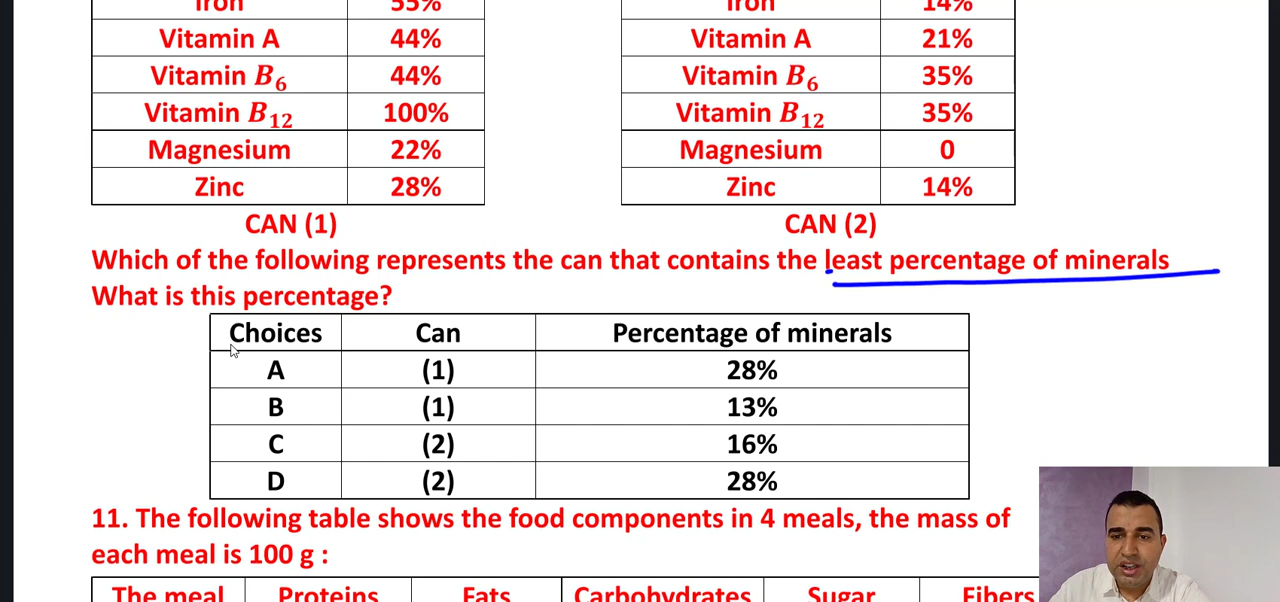 Iron 55% Iron 14%
Vitamin A 44% Vitamin A 21%
Vitamin B6 44% Vitamin B6 35%
Vitamin B12 100% Vitamin B12 35%
Magnesium 22% Magnesium 0
Zinc 28% Zinc 14%
CAN (1) CAN (2)
Which of the following represents the can that contains the least percentage of minerals
What is this percentage?
Choices Can Percentage of minerals
A (1) 28%
B (1) 13%
C (2) 16%
D (2) 28%
11. The following table shows the food components in 4 meals, the mass of
each meal is 100 g :
The meal Proteins Fats Carbohydrates Sugar Fibers